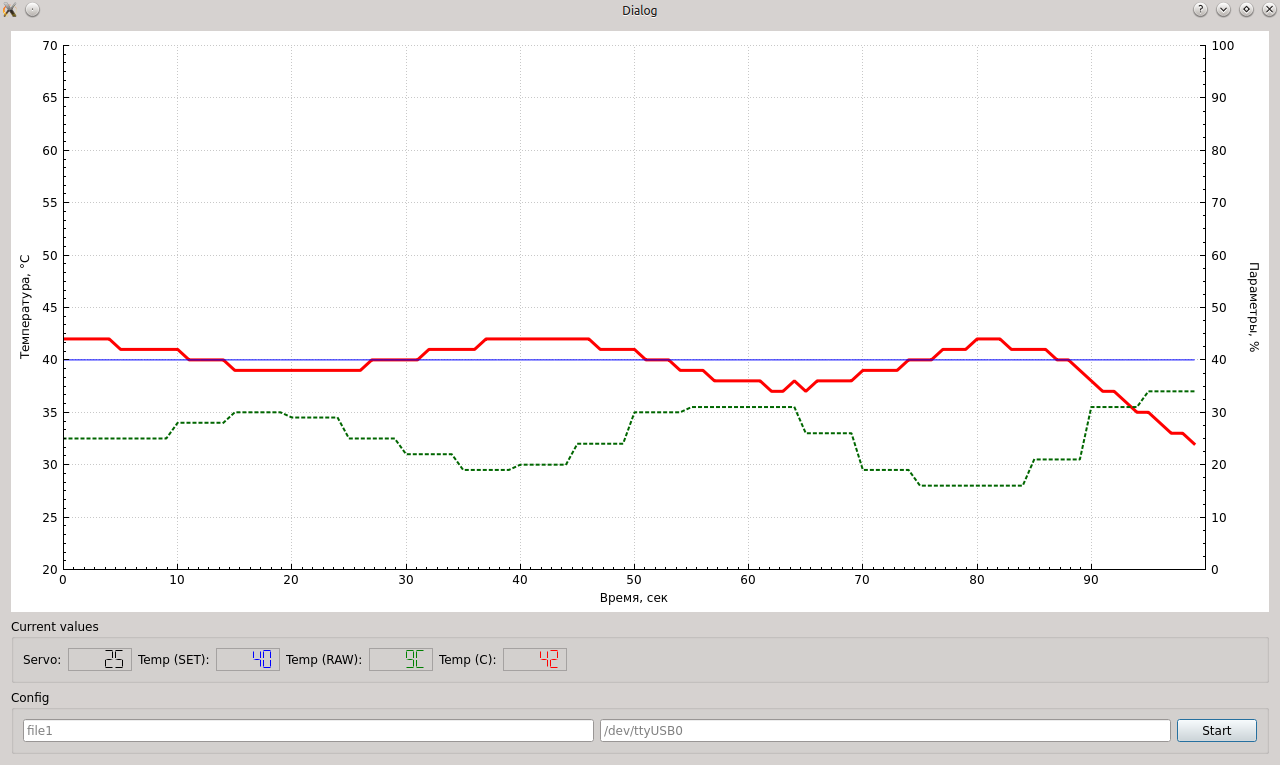 Dialog
70
65
60
55
50
45
40
35
30
25
20
Температура, °C
100
90
80
70
60
50
40
30
20
10
0
Параметры, %
0 10 20 30 40 50 60 70 80 90
Время, сек
Current values
Servo: 25 Temp (SET): 40 Temp (RAW): 9C Temp (C): 42
Config
file1 /dev/ttyUSB0 Start